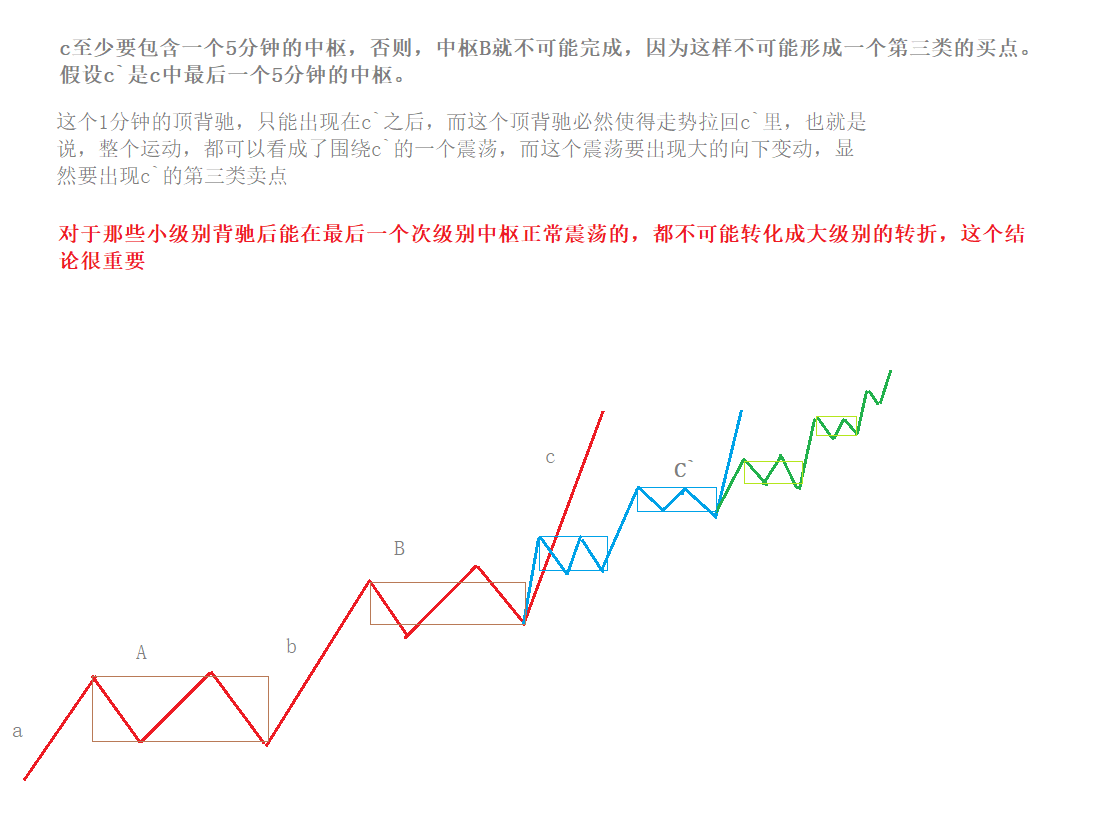 c至少要包含一个5分钟的中枢，否则，中枢B就不可能完成，因为这样不可能形成一个第三类的买点。
假设c`是c中最后一个5分钟的中枢。
这个1分钟的顶背驰，只能出现在c`之后，而这个顶背驰必然使得走势拉回c`里，也就是
说，整个运动，都可以看成了围绕c`的一个震荡，而这个震荡要出现大的向下变动，显
然要出现c`的第三类卖点
对于那些小级别背驰后能在最后一个次级别中枢正常震荡的，都不可能转化成大级别的转折，这个结
论很重要
c
C`
B
A
b
a